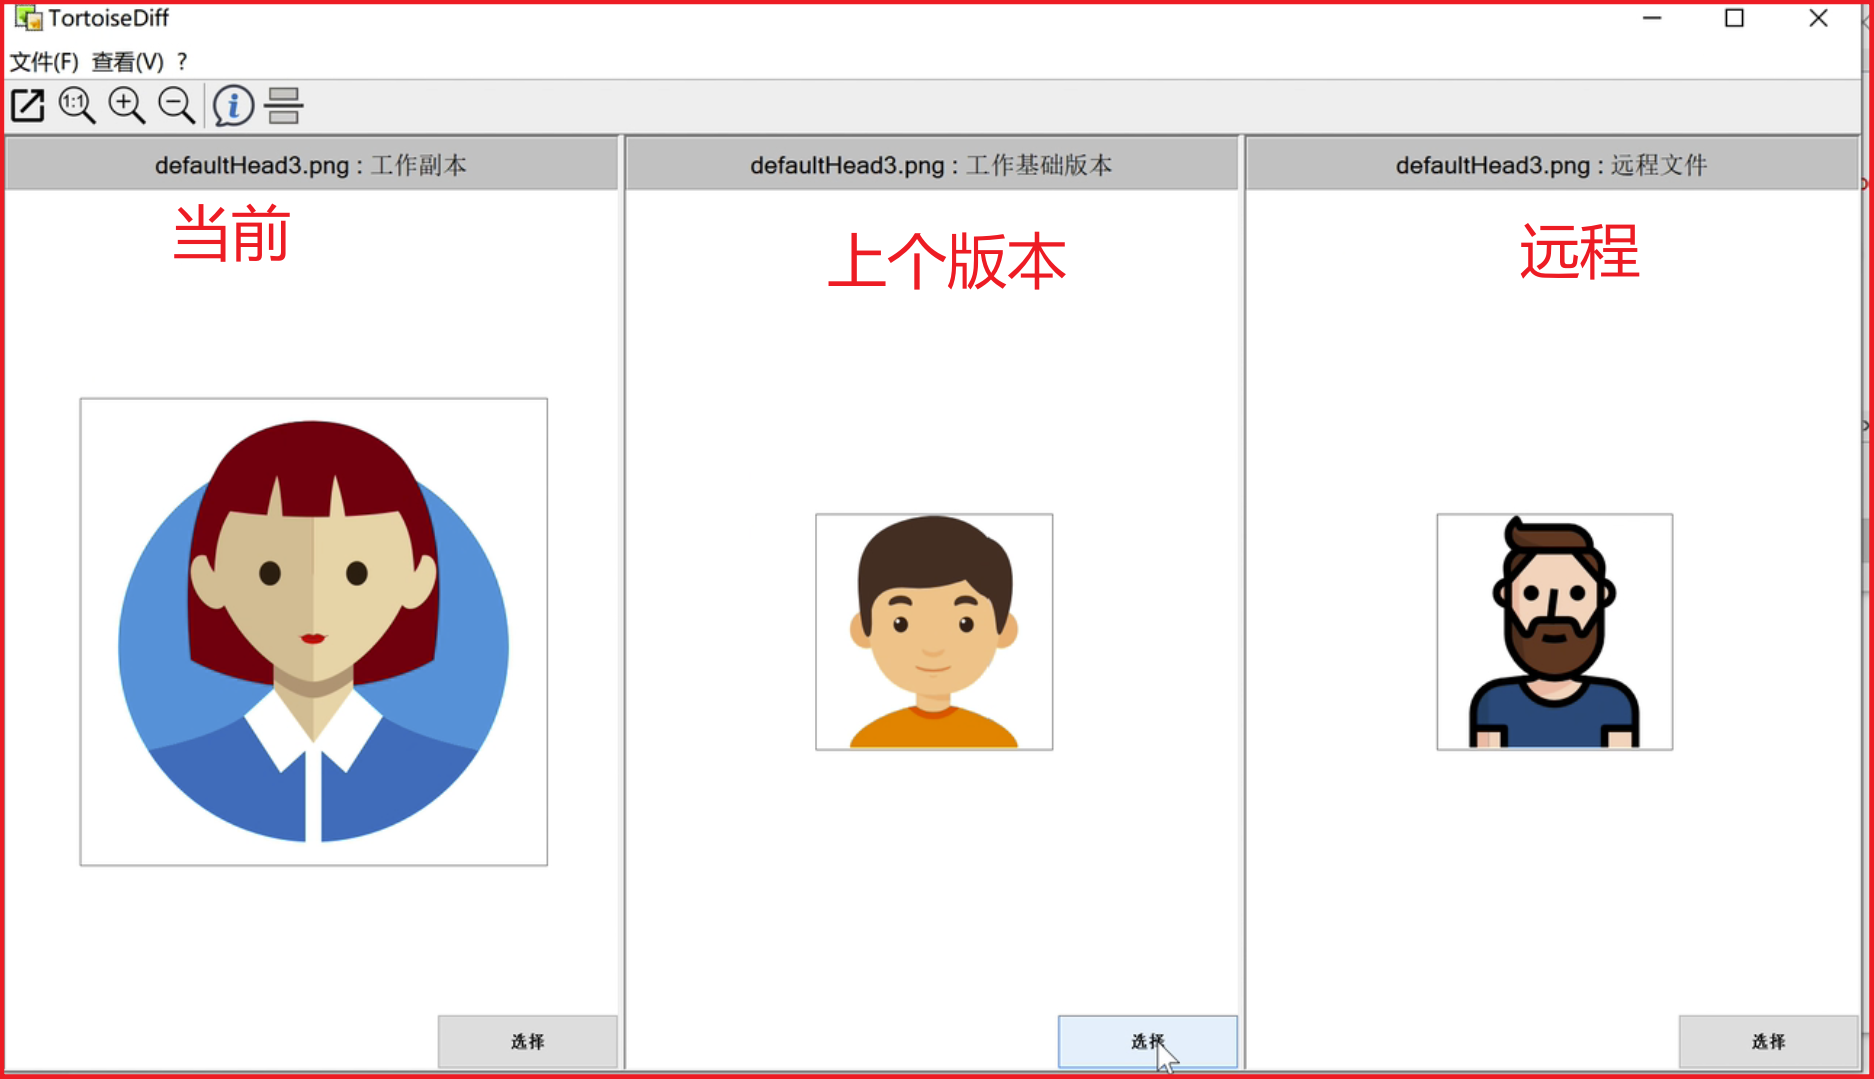 TortoiseDiff
文件(F) 查看(V) ?
1:1
defaultHead3.png : 工作副本
defaultHead3.png : 工作基础版本
defaultHead3.png : 远程文件
当前
上个版本
远程
选择
选择
选择